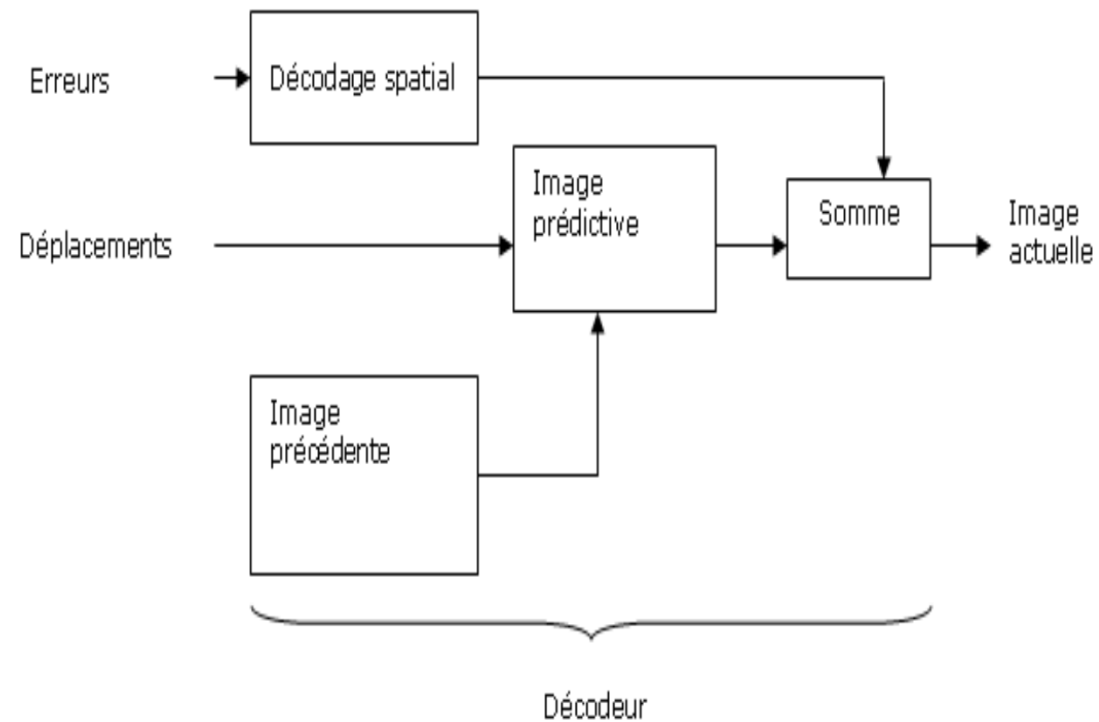 Erreurs
Décodage spatial
Image
prédictive
Somme
Image
actuelle
Déplacements
Image
précédente
Décodeur